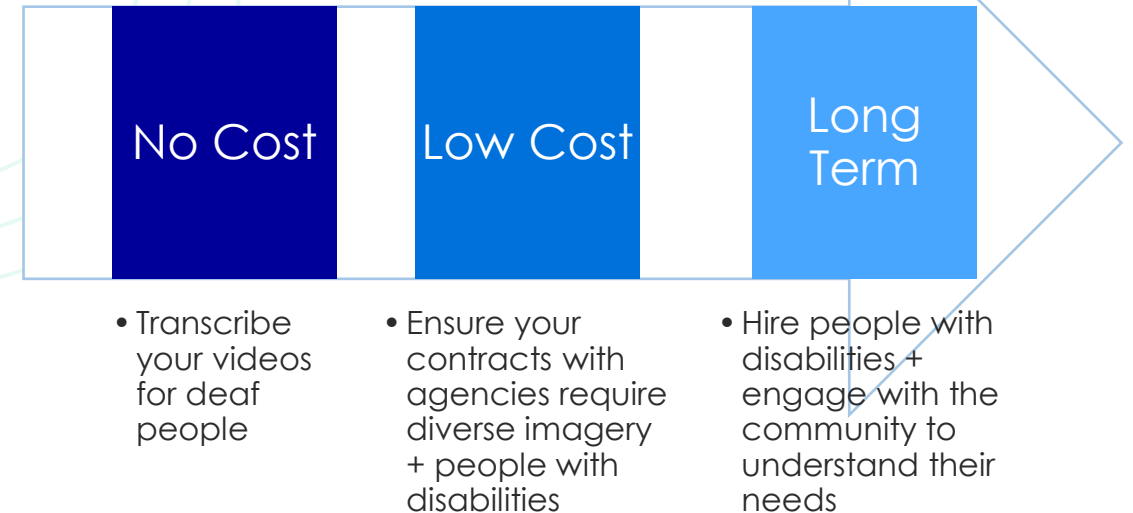 No Cost
Low Cost
Long
Term
• Transcribe
your videos
for deaf
people
• Ensure your
contracts with
agencies require
diverse imagery
+ people with
disabilities
• Hire people with
disabilities +
engage with the
community to
understand their
needs